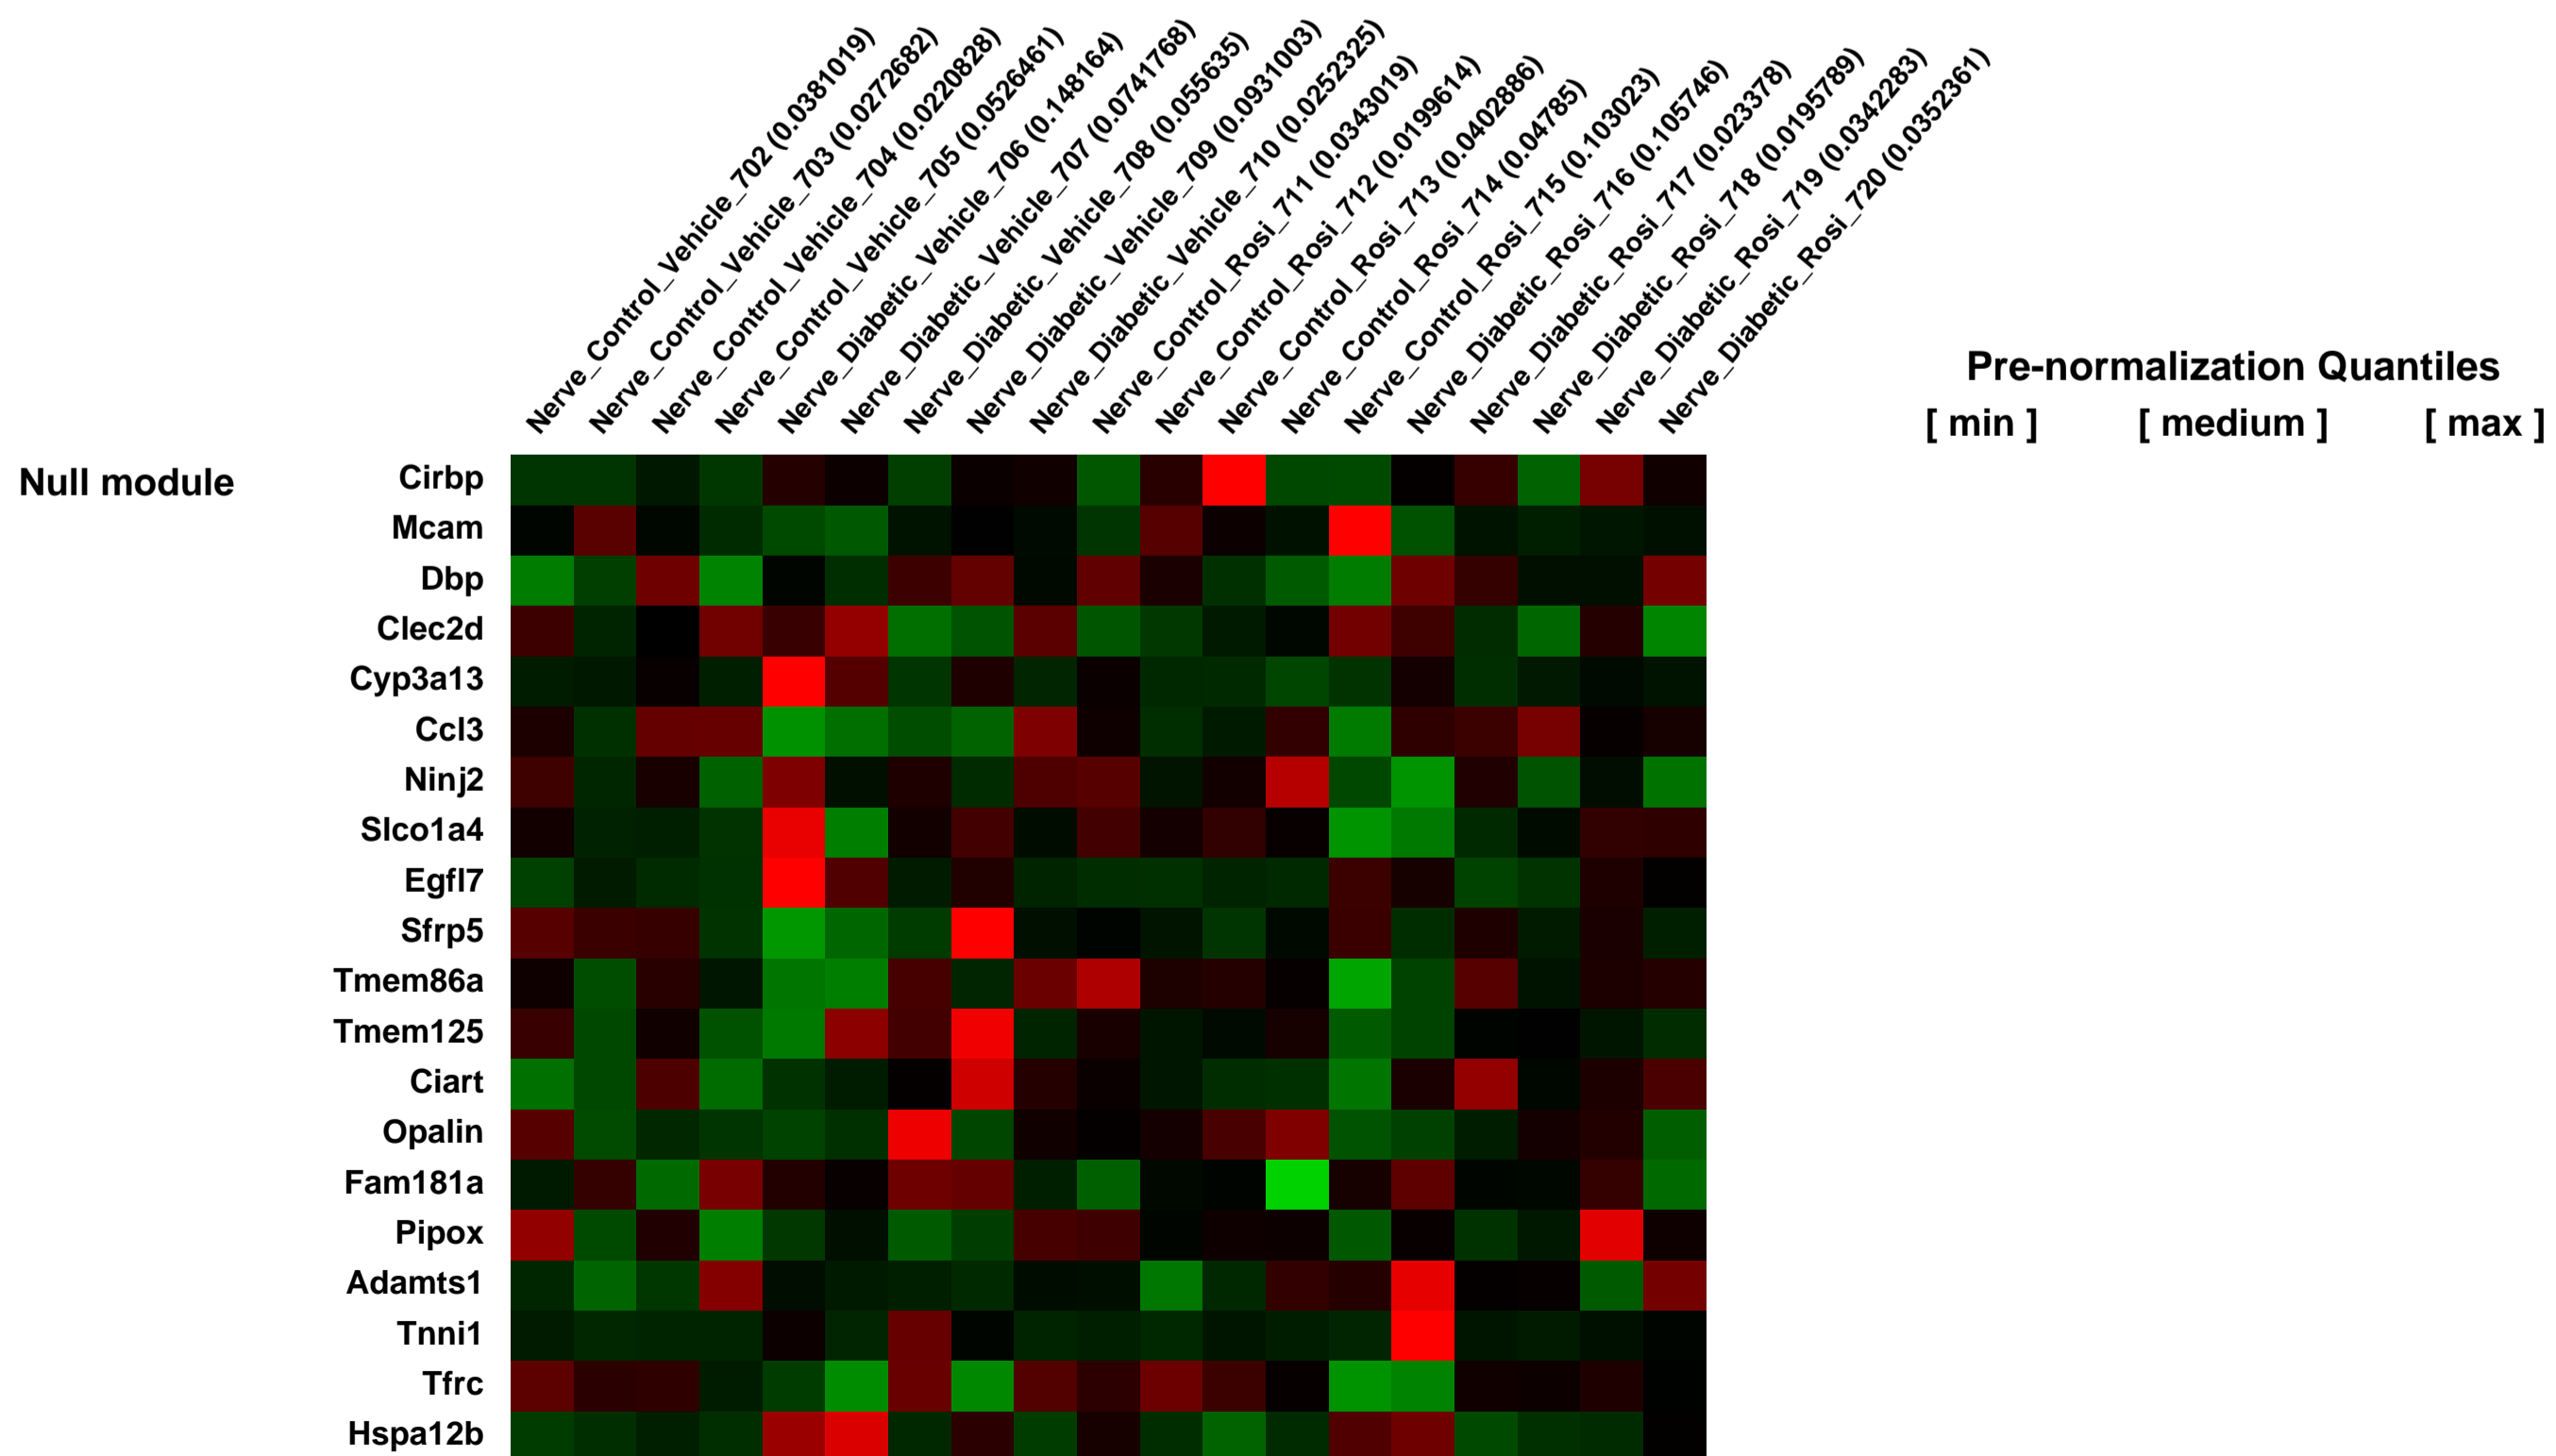 Nerve_Control_Vehicle_702 (0.0381019)
Nerve_Control_Vehicle_703 (0.0272682)
Nerve_Control_Vehicle_704 (0.0220828)
Nerve_Control_Vehicle_705 (0.0526461)
Nerve_Diabetic_Vehicle_706 (0.148164)
Nerve_Diabetic_Vehicle_707 (0.0741768)
Nerve_Diabetic_Vehicle_708 (0.055635)
Nerve_Diabetic_Vehicle_709 (0.0931003)
Nerve_Diabetic_Vehicle_710 (0.0252325)
Nerve_Control_Rosi_711 (0.0343019)
Nerve_Control_Rosi_712 (0.0199614)
Nerve_Control_Rosi_713 (0.0402886)
Nerve_Control_Rosi_714 (0.04785)
Nerve_Control_Rosi_715 (0.103023)
Nerve_Diabetic_Rosi_716 (0.105746)
Nerve_Diabetic_Rosi_717 (0.023378)
Nerve_Diabetic_Rosi_718 (0.0195789)
Nerve_Diabetic_Rosi_719 (0.0342283)
Nerve_Diabetic_Rosi_720 (0.0352361)
Pre-normalization Quantiles
[ min ] [ medium ] [ max ]
Null module
Cirbp
Mcam
Dbp
Clec2d
Cyp3a13
Ccl3
Ninj2
Slco1a4
Egfl7
Sfrp5
Tmem86a
Tmem125
Ciart
Opalin
Fam181a
Pipox
Adamts1
Tnni1
Tfrc
Hspa12b